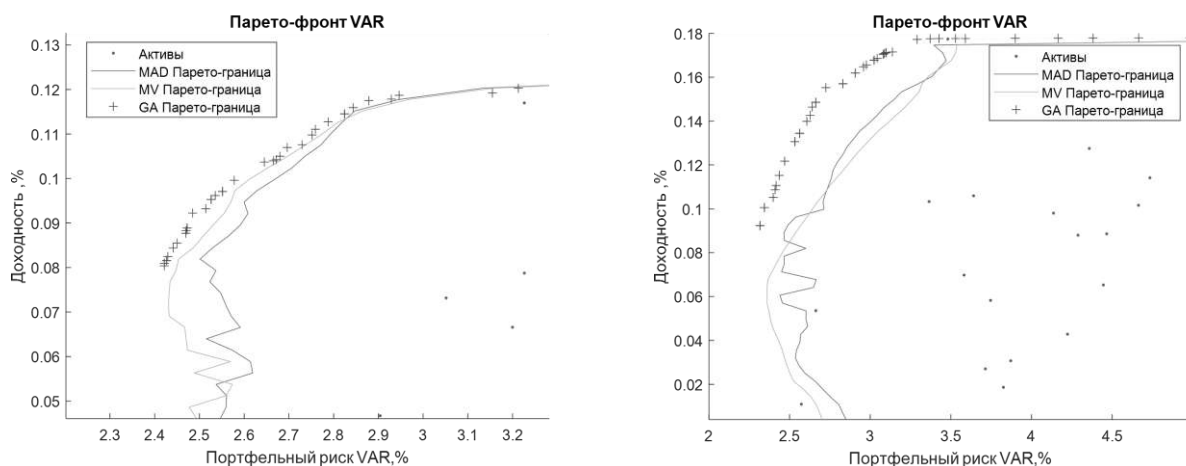 Парето-фронт VAR
0.13
0.12
0.11
0.1
0.09
0.08
0.07
0.06
0.05
Доходность ,%
Активы
MAD Парето-граница
MV Парето-граница
GA Парето-граница
2.3
2.4
2.5
2.6
2.7
2.8
2.9
3
3.1
3.2
Портфельный риск VAR,%
Парето-фронт VAR
0.18
0.16
0.14
0.12
0.1
0.08
0.06
0.04
0.02
Доходность ,%
Активы
MAD Парето-граница
MV Парето-граница
GA Парето-граница
2
2.5
3
3.5
4
4.5
Портфельный риск VAR,%